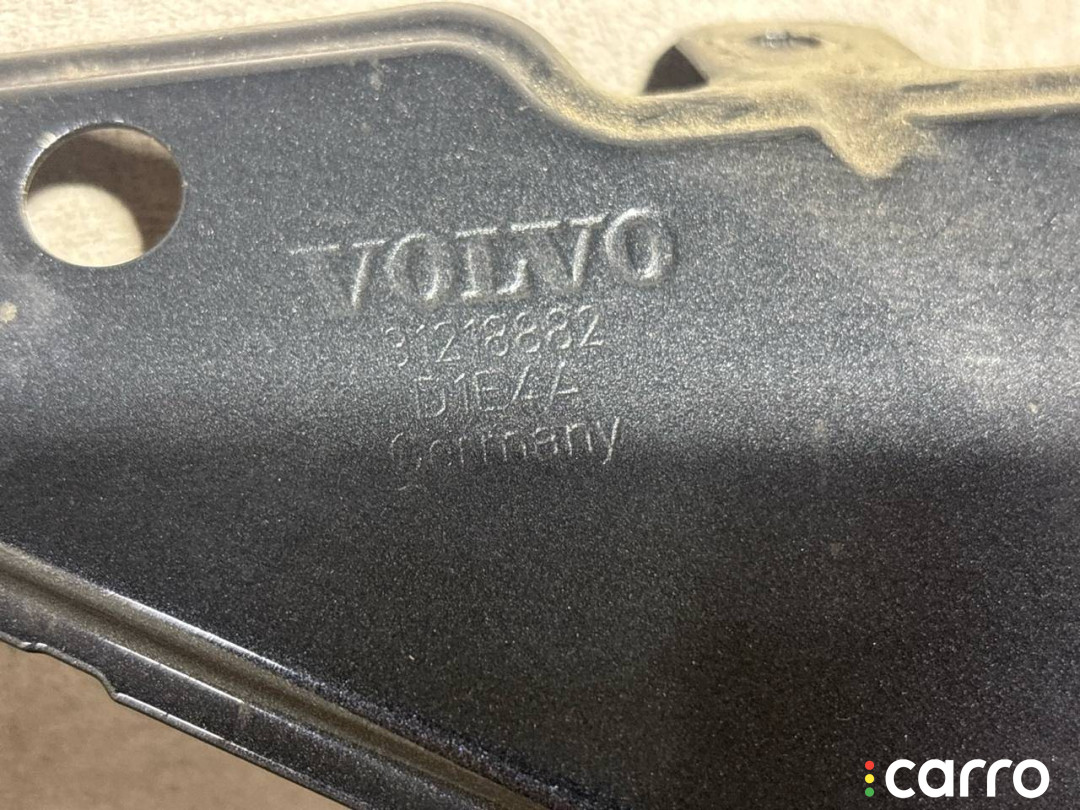 VOLVO
31218882
D1E4A
Germany
carro